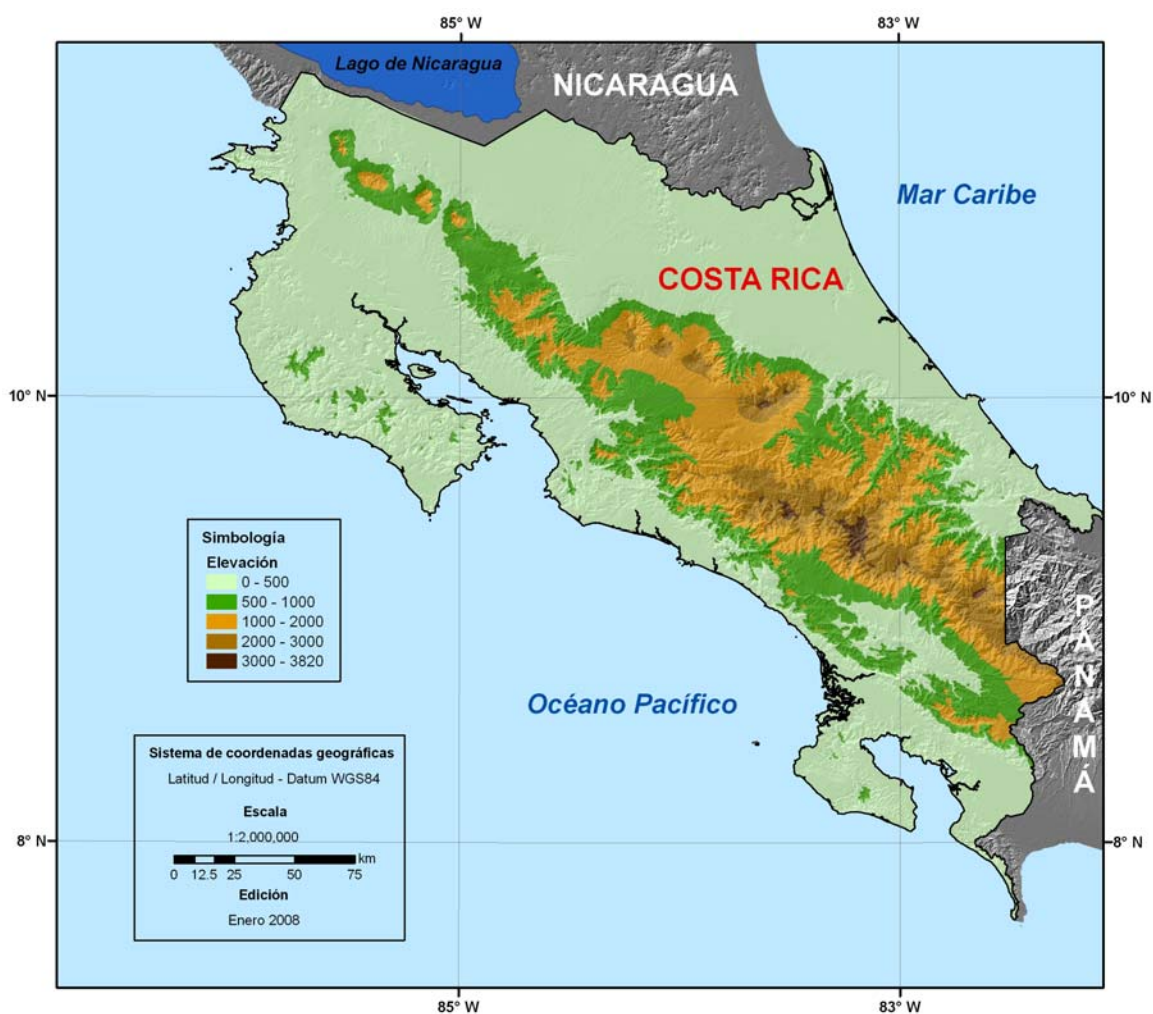 85° W
83° W
Lago de Nicaragua
NICARAGUA
Mar Caribe
COSTA RICA
10° N
10° N
Simbología
Elevación
0 - 500
500 - 1000
1000 - 2000
2000 - 3000
3000 - 3820
PANAMÁ
Océano Pacífico
Sistema de coordenadas geográficas
Latitud / Longitud - Datum WGS84
Escala
1:2,000,000
km
0 12.5 25 50 75
Edición
Enero 2008
8° N
8° N
85° W
83° W